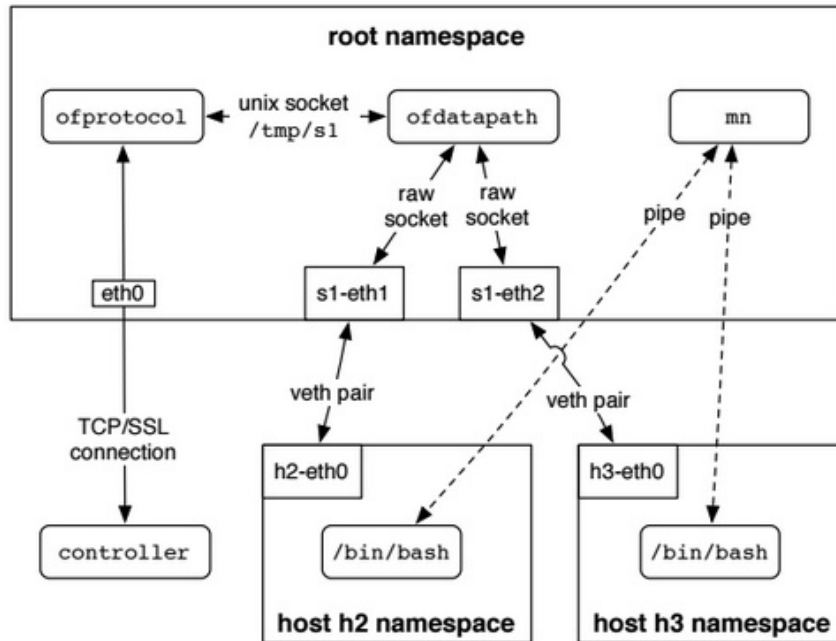 root namespace
ofprotocol
unix socket
/tmp/s1
ofdatapath
mn
raw
socket
raw
socket
pipe
pipe
eth0
s1-eth1
s1-eth2
veth pair
veth pair
TCP/SSL
connection
h2-eth0
h3-eth0
controller
/bin/bash
/bin/bash
host h2 namespace
host h3 namespace